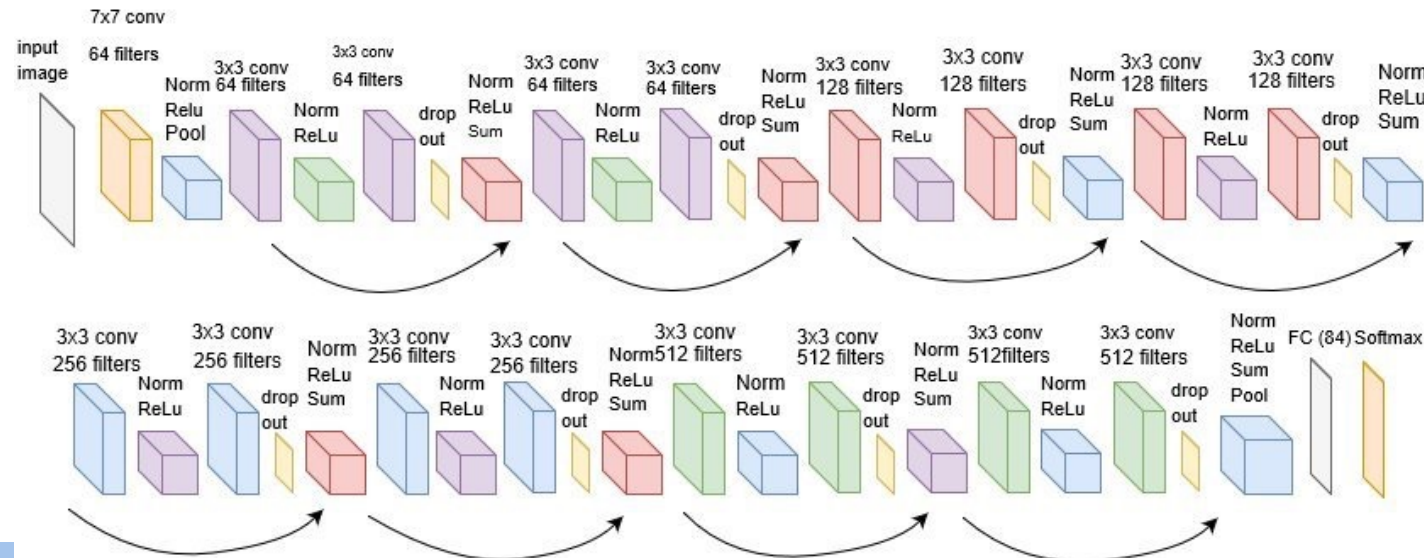 7x7 conv
64 filters
input
image
Norm
Relu
Pool
3x3 conv
64 filters
Norm
ReLu
3x3 conv
64 filters
drop
out
Norm
ReLu
Sum
3x3 conv
64 filters
Norm
ReLu
3x3 conv
64 filters
drop
out
Norm
ReLu
Sum
3x3 conv
128 filters
Norm
ReLu
3x3 conv
128 filters
drop
out
Norm
ReLu
Sum
3x3 conv
128 filters
Norm
ReLu
3x3 conv
128 filters
drop
out
Norm
ReLu
Sum
3x3 conv
256 filters
Norm
ReLu
3x3 conv
256 filters
drop
out
Norm
ReLu
Sum
3x3 conv
256 filters
Norm
ReLu
3x3 conv
256 filters
drop
out
Norm
ReLu
Sum
3x3 conv
512 filters
Norm
ReLu
3x3 conv
512 filters
drop
out
Norm
ReLu
Sum
3x3 conv
512filters
Norm
ReLu
3x3 conv
512 filters
drop
out
Norm
ReLu
Sum
Pool
FC (84) Softmax